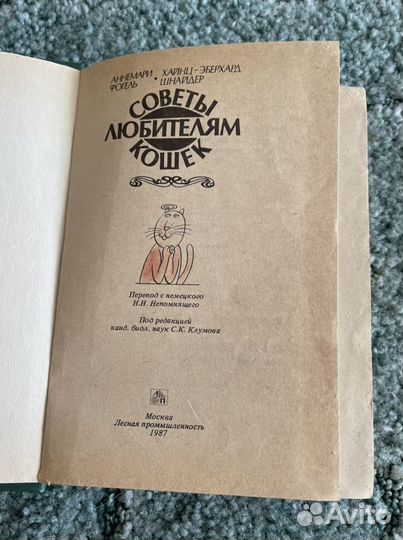 АННЕМАРИ ФОГЕЛЬ • ХАЙНЦ-ЭБЕРХАРД ШНАЙДЕР
СОВЕТЫ
ЛЮБИТЕЛЯМ
КОШЕК
Перевод с немецкого
Н.Н. Непомнящего
Под редакцией
канд. биол. наук С.К. Клумова
ЛП
Москва
Лесная промышленность
1987
Avito